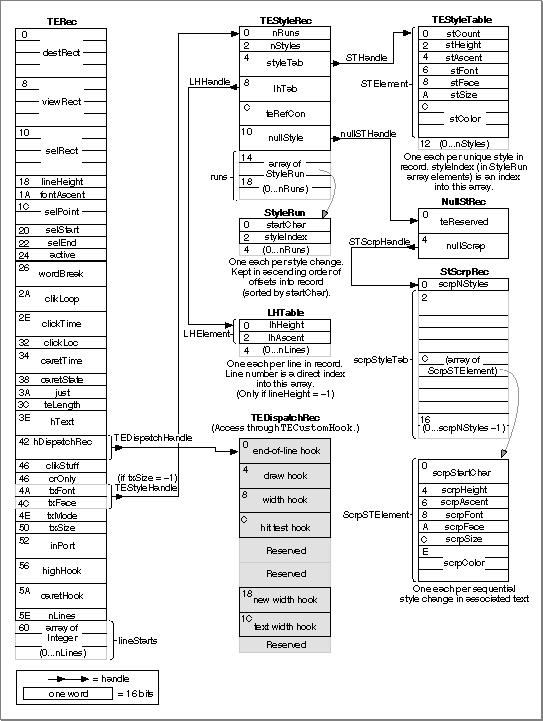 TERec
0
destRect
8
viewRect
10
selRect
18 lineHeight
1A fontAscent
1C
selPoint
20 selStart
22 selEnd
24 active
26
wordBreak
2A
clikLoop
2E
clickTime
32 clickLoc
34
caretTime
38 caretState
3A just
3C teLength
3E
hText
42 hDispatchRec
46 clikStuff
46 crOnly
4A txFont
4C txFace
4E txMode
50 txSize
52
inPort
56
highHook
5A
caretHook
5E nLines
60 array of
Integer
(0...nLines)
lineStarts
= handle
one word = 16 bits
TEDispatchHandle
(if txSize = –1)
TEStyleHandle
TEStyleRec
0 nRuns
2 nStyles
4
styleTab
8
lhTab
C
teRefCon
10
nullStyle
14
array of
StyleRun
18
(0...nRuns)
runs
LHHandle
STHandle
nullSTHandle
StyleRun
0 startChar
2 styleIndex
4 (0...nRuns)
One each per style change.
Kept in ascending order of
offsets into record
(sorted by startChar).
LHTable
0 lhHeight
2 lhAscent
4 (0...nLines)
LHElement
One each per line in record.
Line number is a direct index
into this array.
(Only if lineHeight = –1)
TEDispatchRec
(Access through TECustomHook.)
0
end-of-line hook
4
draw hook
8
width hook
C
hit test hook
Reserved
Reserved
18
new width hook
1C
text width hook
Reserved
TEStyleTable
0 stCount
2 stHeight
4 stAscent
6 stFont
8 stFace
A stSize
C
stColor
12 (0...nStyles)
STElement
One each per unique style in
record. styleIndex (in StyleRun
array elements) is an index
into this array.
NullStRec
0
teReserved
4
nullScrap
STScrpHandle
StScrpRec
0 scrpNStyles
2
C (array of
ScrpSTElement)
16
(0...scrpNStyles –1)
scrpStyleTab
0
scrpStartChar
4 scrpHeight
6 scrpAscent
8 scrpFont
A scrpFace
C scrpSize
E
scrpColor
ScrpSTElement
One each per sequential
style change in associated text